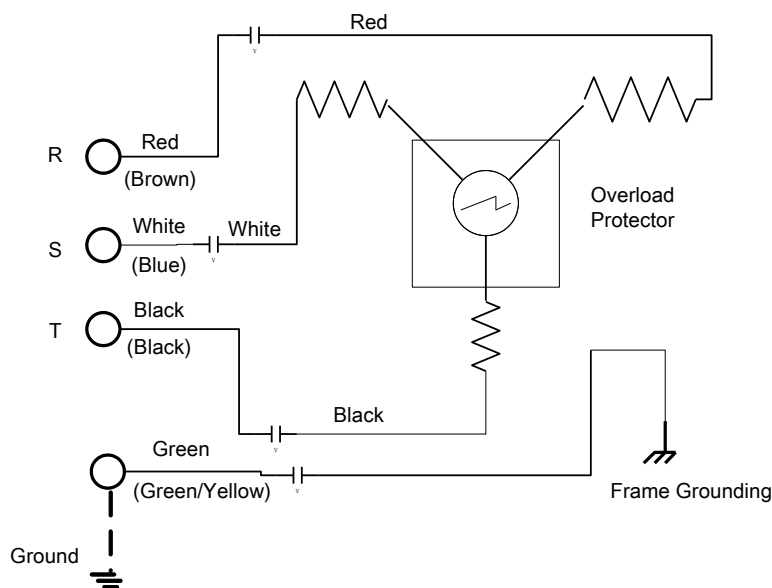 Red
R
Red
(Brown)
Overload
Protector
S
White
White
(Blue)
T
Black
(Black)
Black
Green
(Green/Yellow)
Frame Grounding
Ground
v
v
v
v